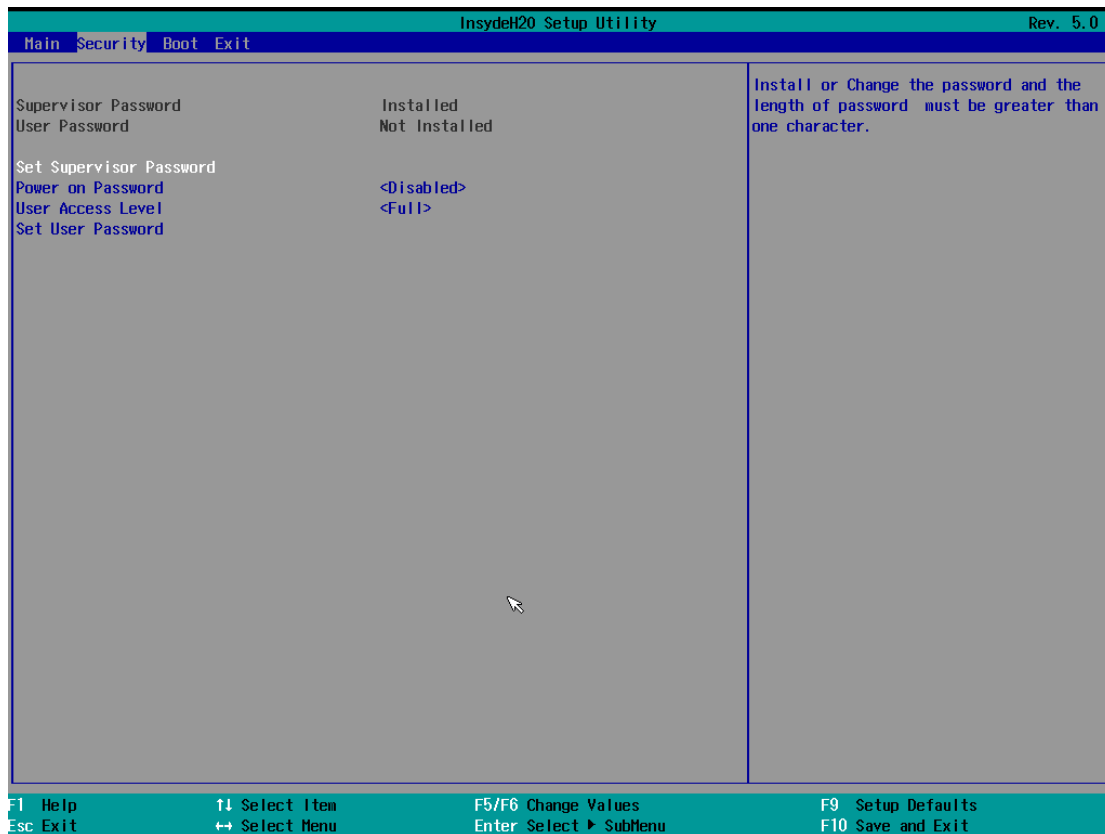 InsydeH20 Setup Utility Rev. 5.0
Main Security Boot Exit
Supervisor Password Installed
User Password Not Installed
Set Supervisor Password
Power on Password <Disabled>
User Access Level <Full>
Set User Password
Install or Change the password and the
length of password must be greater than
one character.
F1 Help ↑↓ Select Item F5/F6 Change Values F9 Setup Defaults
Esc Exit ↔ Select Menu Enter Select ▶ SubMenu F10 Save and Exit